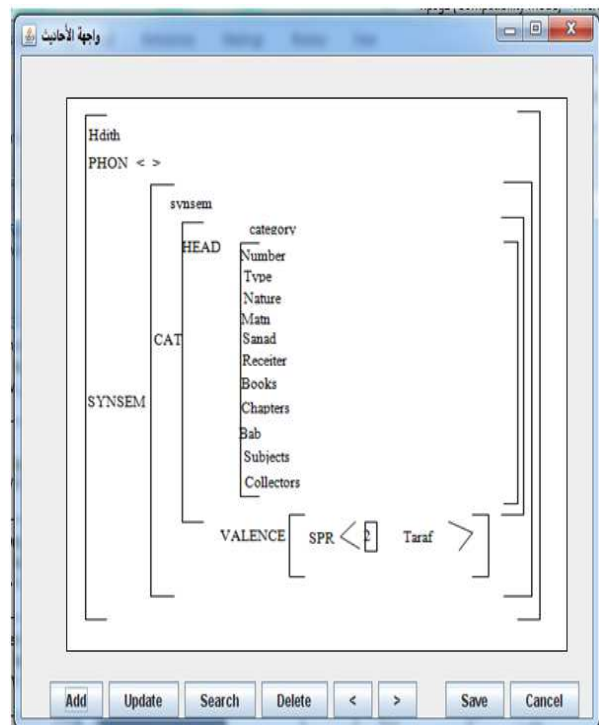 واجهة الأحاديث
Hdith
PHON < >
synsem
category
HEAD
Number
Type
Nature
Matn
CAT
Sanad
Receiter
Books
SYNSEM
Chapters
Bab
Subjects
Collectors
VALENCE SPR < 2 Taraf >
Add Update Search Delete < > Save Cancel